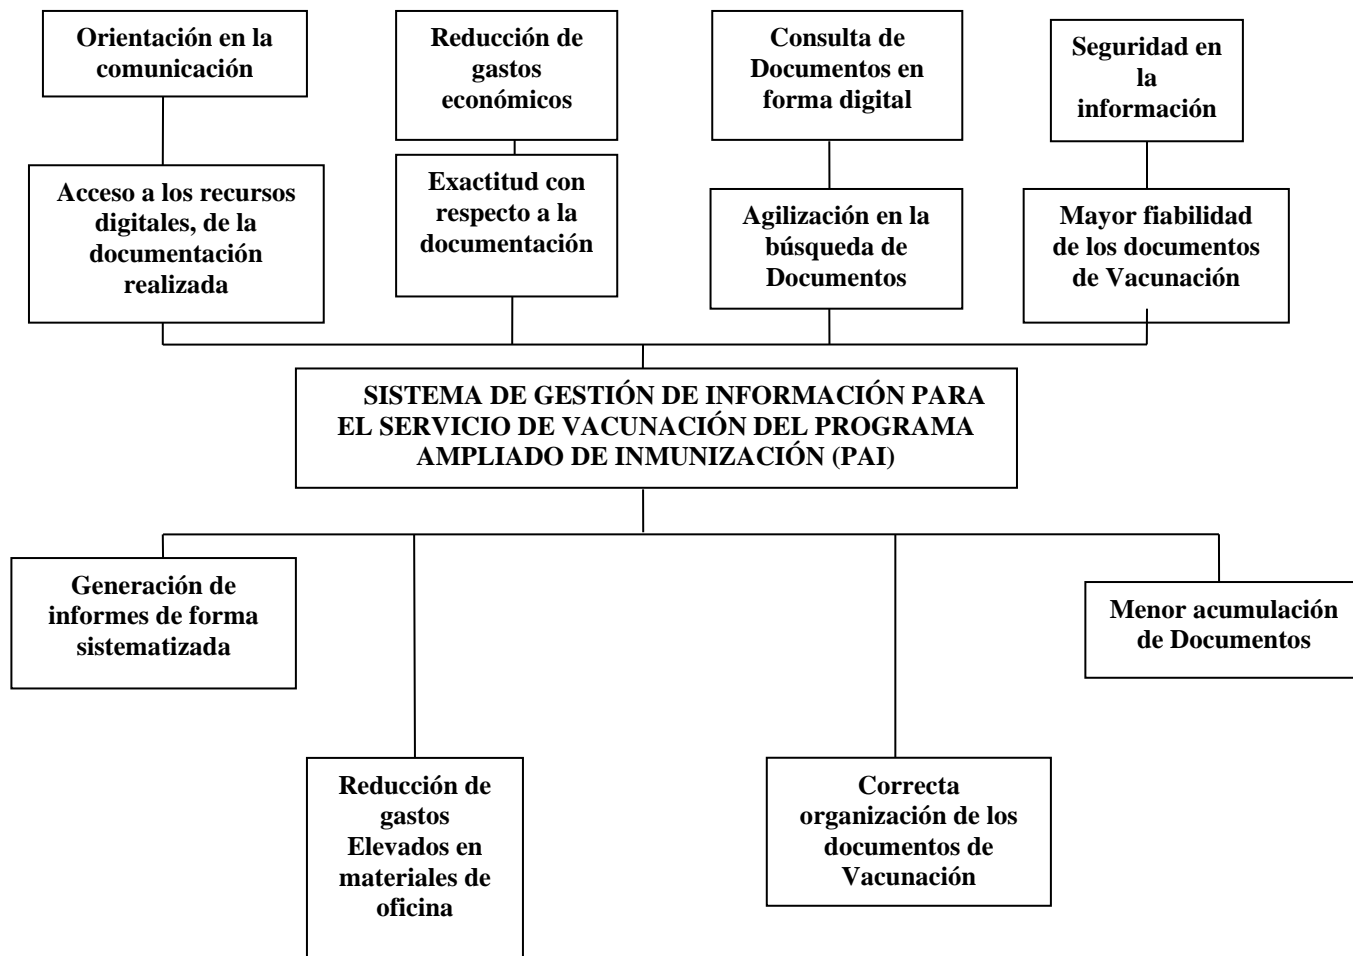 Orientación en la
comunicación
Reducción de
gastos
económicos
Consulta de
Documentos en
forma digital
Seguridad en
la
información
Acceso a los recursos
digitales, de la
documentación
realizada
Exactitud con
respecto a la
documentación
Agilización en la
búsqueda de
Documentos
Mayor fiabilidad
de los documentos
de Vacunación
SISTEMA DE GESTIÓN DE INFORMACIÓN PARA
EL SERVICIO DE VACUNACIÓN DEL PROGRAMA
AMPLIADO DE INMUNIZACIÓN (PAI)
Generación de
informes de forma
sistematizada
Menor acumulación
de Documentos
Reducción de
gastos
Elevados en
materiales de
oficina
Correcta
organización de los
documentos de
Vacunación